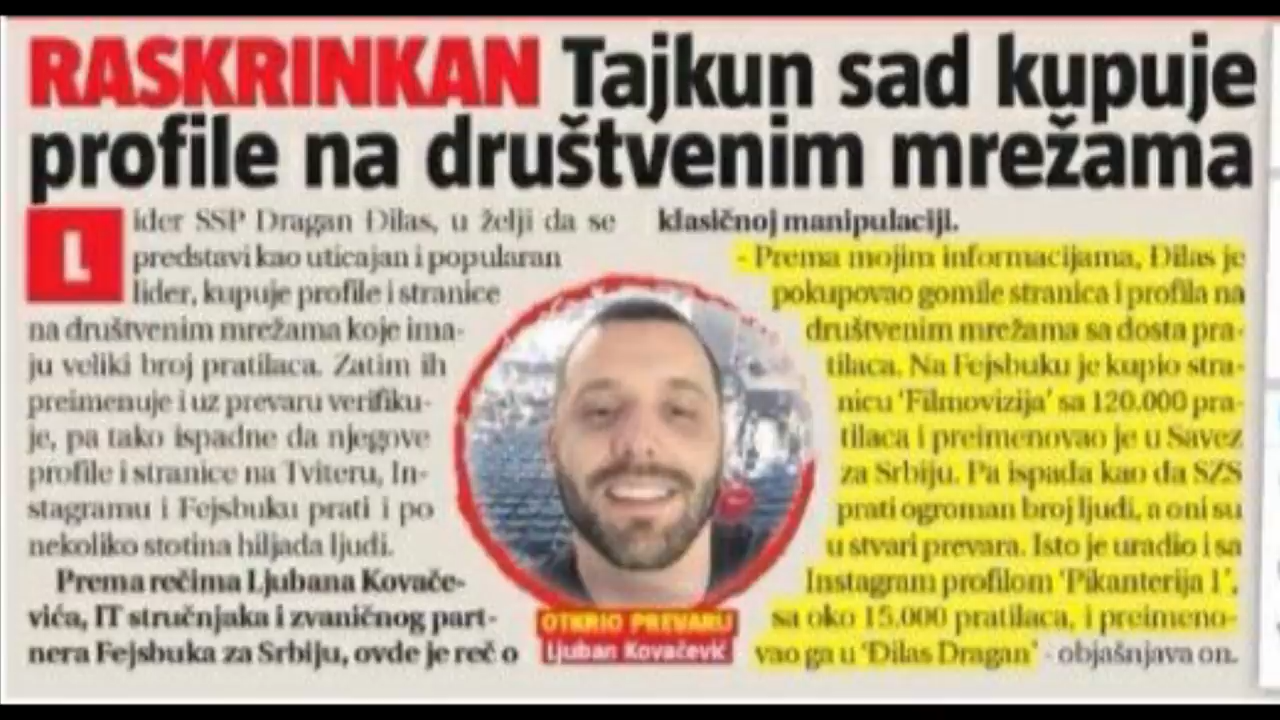 RASKRINKAN Tajkun sad kupuje
profile na društvenim mrežama
Lider SSP Dragan Đilas, u želji da se
predstavi kao uticajan i popularan
lider, kupuje profile i stranice
na društvenim mrežama koje ima-
ju veliki broj pratilaca. Zatim ih
preimenuje i uz prevaru verifiku-
je, pa tako ispadne da njegove
profile i stranice na Tviteru, In-
stagramu i Fejsbuku prati i po
nekoliko stotina hiljada ljudi.
Prema rečima Ljubana Kovače-
vića, IT stručnjaka i zvaničnog part-
nera Fejsbuka za Srbiju, ovde je reč o
klasičnoj manipulaciji.
- Prema mojim informacijama, Đilas je
pokupovao gomile stranica i profila na
društvenim mrežama sa dosta pra-
tilaca. Na Fejsbuku je kupio stra-
nicu 'Filmovizija' sa 120.000 pra-
tilaca i preimenovao je u Savez
za Srbiju. Pa ispada kao da SZS
prati ogroman broj ljudi, a oni su
u stvari prevara. Isto je uradio i sa
Instagram profilom 'Pikanterija 1',
sa oko 15.000 pratilaca, i preimeno-
vao ga u 'Đilas Dragan' - objašnjava on.
OTKRIO PREVARU
Ljuban Kovačević